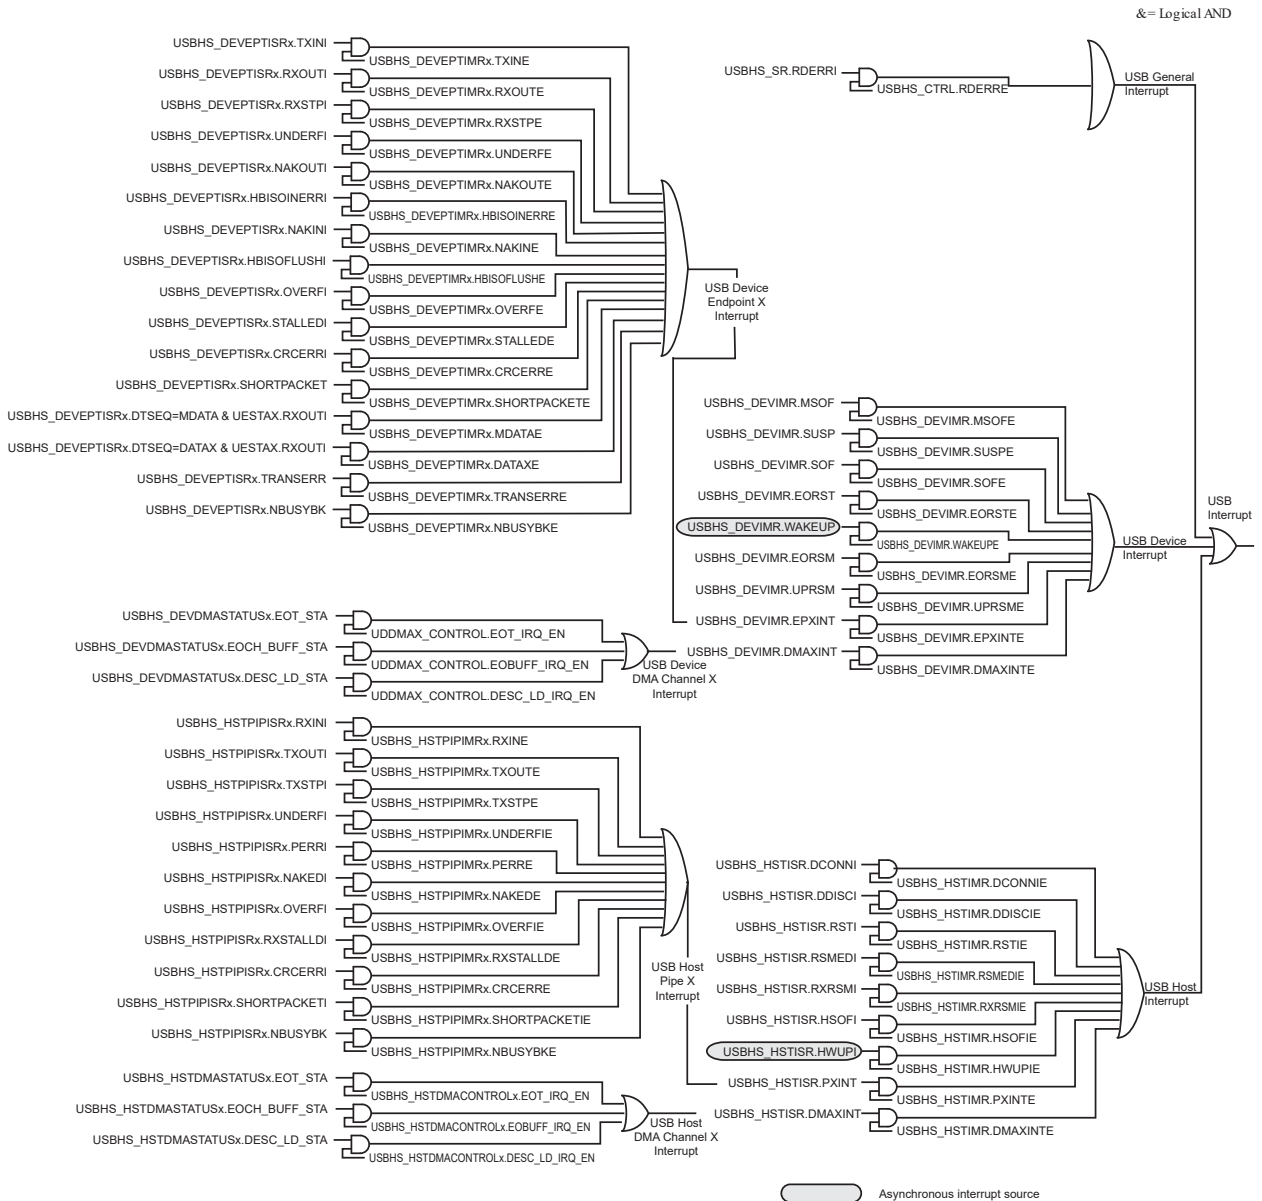 &= Logical AND
USBHS_DEVEPTISRx.TXINI
USBHS_DEVEPTIMRx.TXINE
USBHS_DEVEPTISRx.RXOUTI
USBHS_DEVEPTIMRx.RXOUTE
USBHS_DEVEPTISRx.RXSTPI
USBHS_DEVEPTIMRx.RXSTPE
USBHS_DEVEPTISRx.UNDERFI
USBHS_DEVEPTIMRx.UNDERFE
USBHS_DEVEPTISRx.NAKOUTI
USBHS_DEVEPTIMRx.NAKOUTE
USBHS_DEVEPTISRx.HBISOINERRI
USBHS_DEVEPTIMRx.HBISOINERRE
USBHS_DEVEPTISRx.NAKINI
USBHS_DEVEPTIMRx.NAKINE
USBHS_DEVEPTISRx.HBISOFLUSHI
USBHS_DEVEPTIMRx.HBISOFLUSHE
USBHS_DEVEPTISRx.OVERFI
USBHS_DEVEPTIMRx.OVERFE
USBHS_DEVEPTISRx.STALLEDI
USBHS_DEVEPTIMRx.STALLEDE
USBHS_DEVEPTISRx.CRCERRI
USBHS_DEVEPTIMRx.CRCERRE
USBHS_DEVEPTISRx.SHORTPACKET
USBHS_DEVEPTIMRx.SHORTPACKETE
USBHS_DEVEPTISRx.DTSEQ=MDATA & UESTAX.RXOUTI
USBHS_DEVEPTIMRx.MDATAE
USBHS_DEVEPTISRx.DTSEQ=DATAX & UESTAX.RXOUTI
USBHS_DEVEPTIMRx.DATAXE
USBHS_DEVEPTISRx.TRANSERR
USBHS_DEVEPTIMRx.TRANSERRE
USBHS_DEVEPTISRx.NBUSYBK
USBHS_DEVEPTIMRx.NBUSYBKE
USB Device
Endpoint X
Interrupt
USBHS_SR.RDERRI
USBHS_CTRL.RDERRE
USB General
Interrupt
USBHS_DEVIMR.MSOF
USBHS_DEVIMR.MSOFE
USBHS_DEVIMR.SUSP
USBHS_DEVIMR.SUSPE
USBHS_DEVIMR.SOF
USBHS_DEVIMR.SOFE
USBHS_DEVIMR.EORST
USBHS_DEVIMR.EORSTE
USBHS_DEVIMR.WAKEUP
USBHS_DEVIMR.WAKEUPE
USBHS_DEVIMR.EORSM
USBHS_DEVIMR.EORSME
USBHS_DEVIMR.UPRSM
USBHS_DEVIMR.UPRSME
USBHS_DEVIMR.EPXINT
USBHS_DEVIMR.EPXINTE
USBHS_DEVIMR.DMAXINT
USBHS_DEVIMR.DMAXINTE
USB Device
Interrupt
USB
Interrupt
USBHS_DEVDMASTATUSx.EOT_STA
UDDMAX_CONTROL.EOT_IRQ_EN
USBHS_DEVDMASTATUSx.EOCH_BUFF_STA
UDDMAX_CONTROL.EOBUFF_IRQ_EN
USBHS_DEVDMASTATUSx.DESC_LD_STA
UDDMAX_CONTROL.DESC_LD_IRQ_EN
USB Device
DMA Channel X
Interrupt
USBHS_HSTPIPISRx.RXINI
USBHS_HSTPIPIMRx.RXINE
USBHS_HSTPIPISRx.TXOUTI
USBHS_HSTPIPIMRx.TXOUTE
USBHS_HSTPIPISRx.TXSTPI
USBHS_HSTPIPIMRx.TXSTPE
USBHS_HSTPIPISRx.UNDERFI
USBHS_HSTPIPIMRx.UNDERFIE
USBHS_HSTPIPISRx.PERRI
USBHS_HSTPIPIMRx.PERRE
USBHS_HSTPIPISRx.NAKEDI
USBHS_HSTPIPIMRx.NAKEDE
USBHS_HSTPIPISRx.OVERFI
USBHS_HSTPIPIMRx.OVERFIE
USBHS_HSTPIPISRx.RXSTALLDI
USBHS_HSTPIPIMRx.RXSTALLDE
USBHS_HSTPIPISRx.CRCERRI
USBHS_HSTPIPIMRx.CRCERRE
USBHS_HSTPIPISRx.SHORTPACKETI
USBHS_HSTPIPIMRx.SHORTPACKETIE
USBHS_HSTPIPISRx.NBUSYBK
USBHS_HSTPIPIMRx.NBUSYBKE
USB Host
Pipe X
Interrupt
USBHS_HSTISR.DCONNI
USBHS_HSTIMR.DCONNIE
USBHS_HSTISR.DDISCI
USBHS_HSTIMR.DDISCIE
USBHS_HSTISR.RSTI
USBHS_HSTIMR.RSTIE
USBHS_HSTISR.RSMEDI
USBHS_HSTIMR.RSMEDIE
USBHS_HSTISR.RXRSMI
USBHS_HSTIMR.RXRSMIE
USBHS_HSTISR.HSOFI
USBHS_HSTIMR.HSOFIE
USBHS_HSTISR.HWUPI
USBHS_HSTIMR.HWUPIE
USBHS_HSTISR.PXINT
USBHS_HSTIMR.PXINTE
USBHS_HSTISR.DMAXINT
USBHS_HSTIMR.DMAXINTE
USB Host
Interrupt
USBHS_HSTDMASTATUSx.EOT_STA
USBHS_HSTDMACONTROLx.EOT_IRQ_EN
USBHS_HSTDMASTATUSx.EOCH_BUFF_STA
USBHS_HSTDMACONTROLx.EOBUFF_IRQ_EN
USBHS_HSTDMASTATUSx.DESC_LD_STA
USBHS_HSTDMACONTROLx.DESC_LD_IRQ_EN
USB Host
DMA Channel X
Interrupt
Asynchronous interrupt source